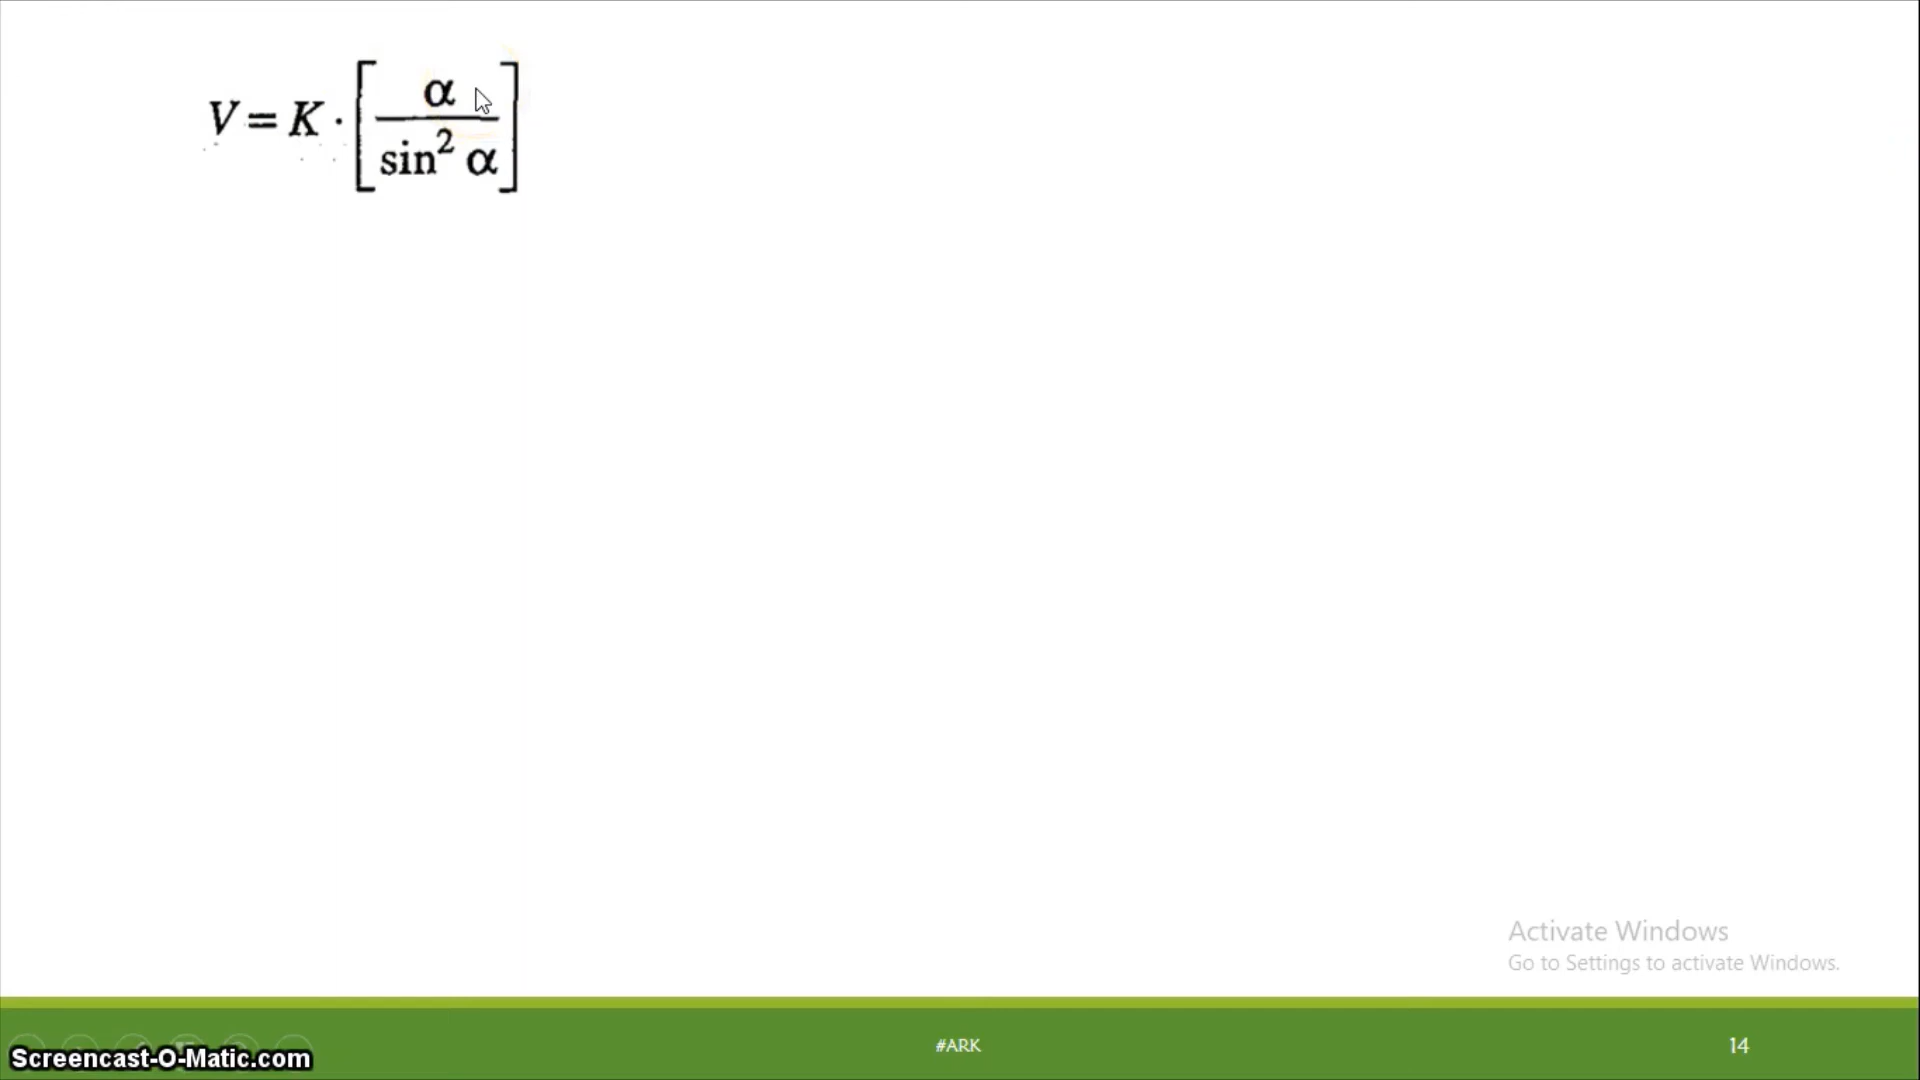 V = K · [α / sin² α]
Activate Windows
Go to Settings to activate Windows.
Screencast-O-Matic.com
#ARK
14